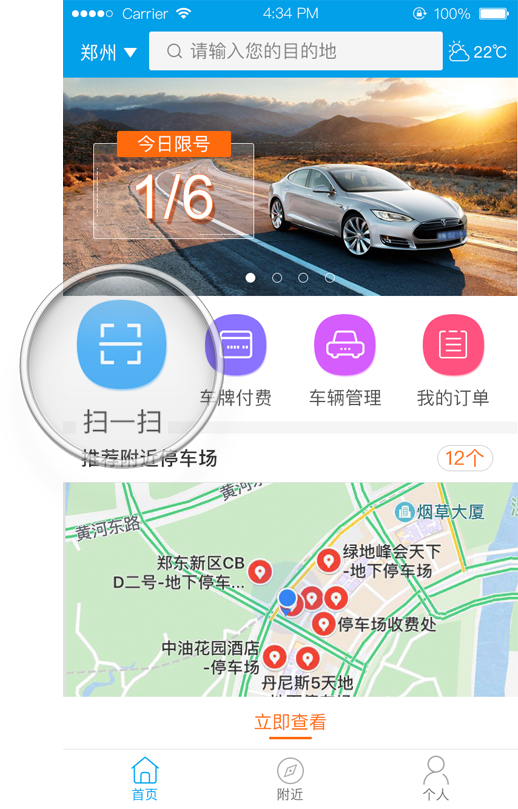 Carrier 4:34 PM 100%
郑州 请输入您的目的地 22℃
今日限号
1/6
扫一扫 车牌付费 车辆管理 我的订单
推荐附近停车场 12个
黄河东路
烟草大厦
绿地峰会天下
-地下停车场
郑东新区CB
D二号-地下停车...
停车场收费处
中油花园酒店
-停车场
丹尼斯5天地
立即查看
首页 附近 个人